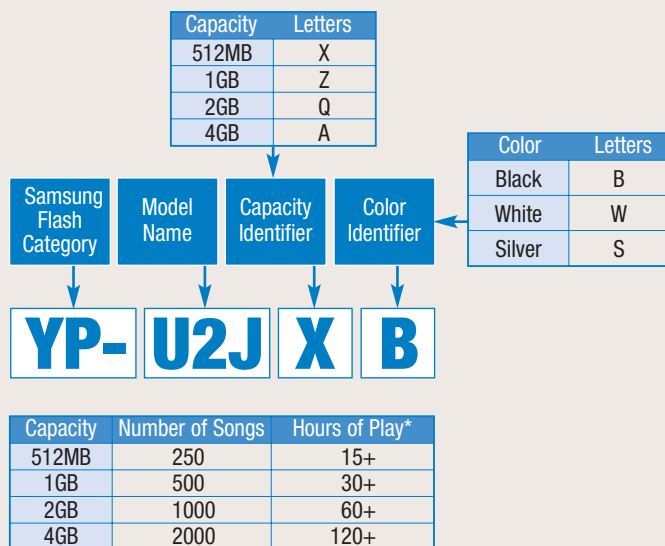 Capacity Letters
512MB X
1GB Z
2GB Q
4GB A
Color Letters
Black B
White W
Silver S
Samsung Flash Category
Model Name
Capacity Identifier
Color Identifier
YP- U2J X B
Capacity Number of Songs Hours of Play*
512MB 250 15+
1GB 500 30+
2GB 1000 60+
4GB 2000 120+